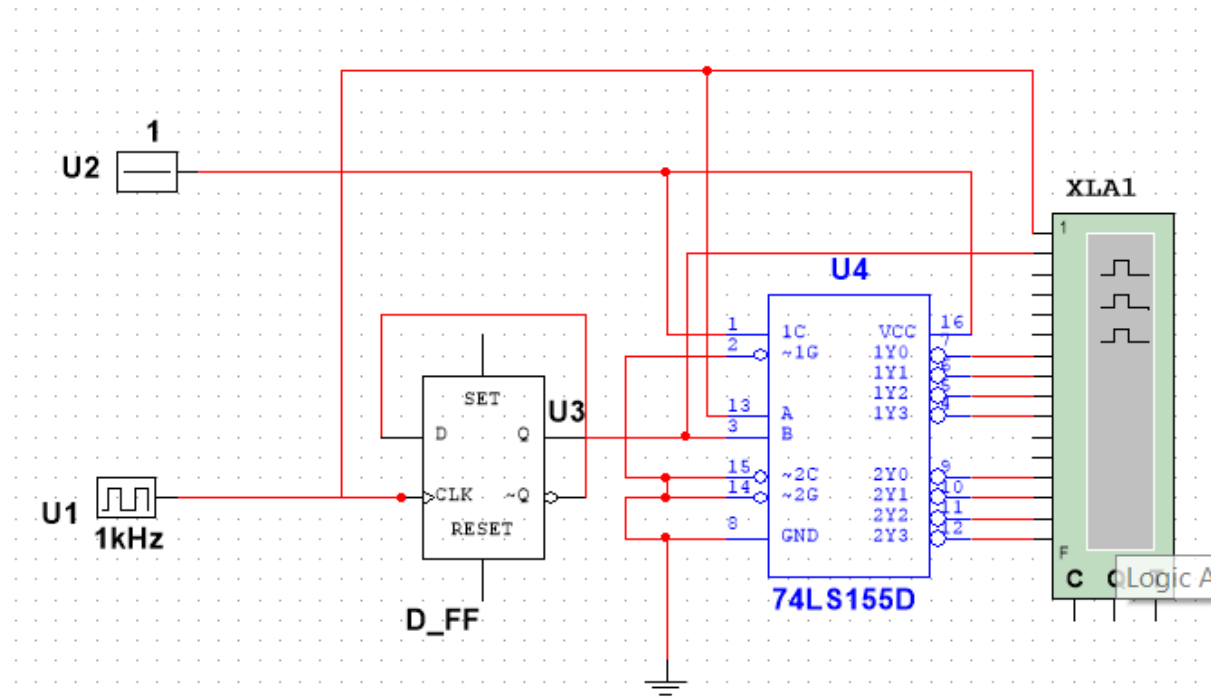 1
U2
XLA1
1
U4
1 1C VCC 16
2 ~1G 1Y0 7
1Y1 6
1Y2 5
13 A 1Y3 4
3 B
15 ~2C 2Y0 9
14 ~2G 2Y1 10
2Y2 11
8 GND 2Y3 12
SET
U3
D Q
CLK ~Q
RESET
U1
1kHz
D_FF
74LS155D
F
C Q T
Logic A